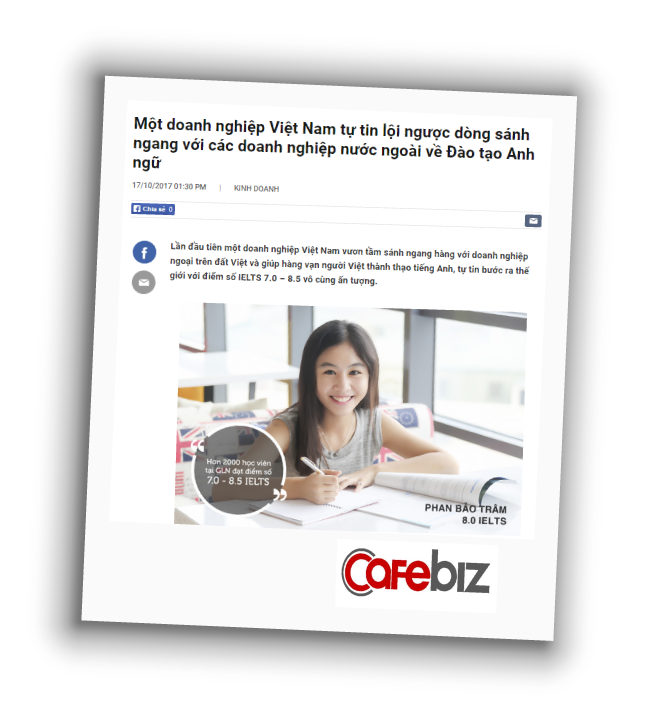 Một doanh nghiệp Việt Nam tự tin lội ngược dòng sánh
ngang với các doanh nghiệp nước ngoài về Đào tạo Anh
ngữ
17/10/2017 01:30 PM | KINH DOANH
Chia sẻ 0
Lần đầu tiên một doanh nghiệp Việt Nam vươn tầm sánh ngang hàng với doanh nghiệp
ngoại trên đất Việt và giúp hàng vạn người Việt thành thạo tiếng Anh, tự tin bước ra thế
giới với điểm số IELTS 7.0 – 8.5 vô cùng ấn tượng.
Hơn 2000 học viên
tại GLN đạt điểm số
7.0 - 8.5 IELTS
PHAN BẢO TRÂM
8.0 IELTS
Cafebiz